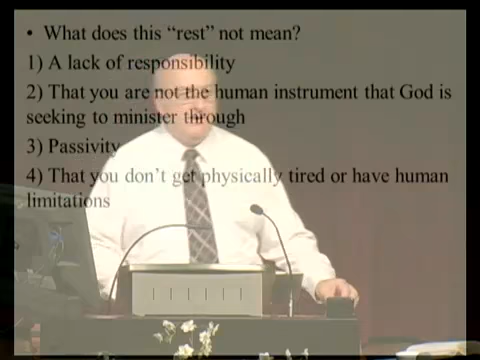 • What does this “rest” not mean?
1) A lack of responsibility
2) That you are not the human instrument that God is
seeking to minister through
3) Passivity
4) That you don’t get physically tired or have human
limitations